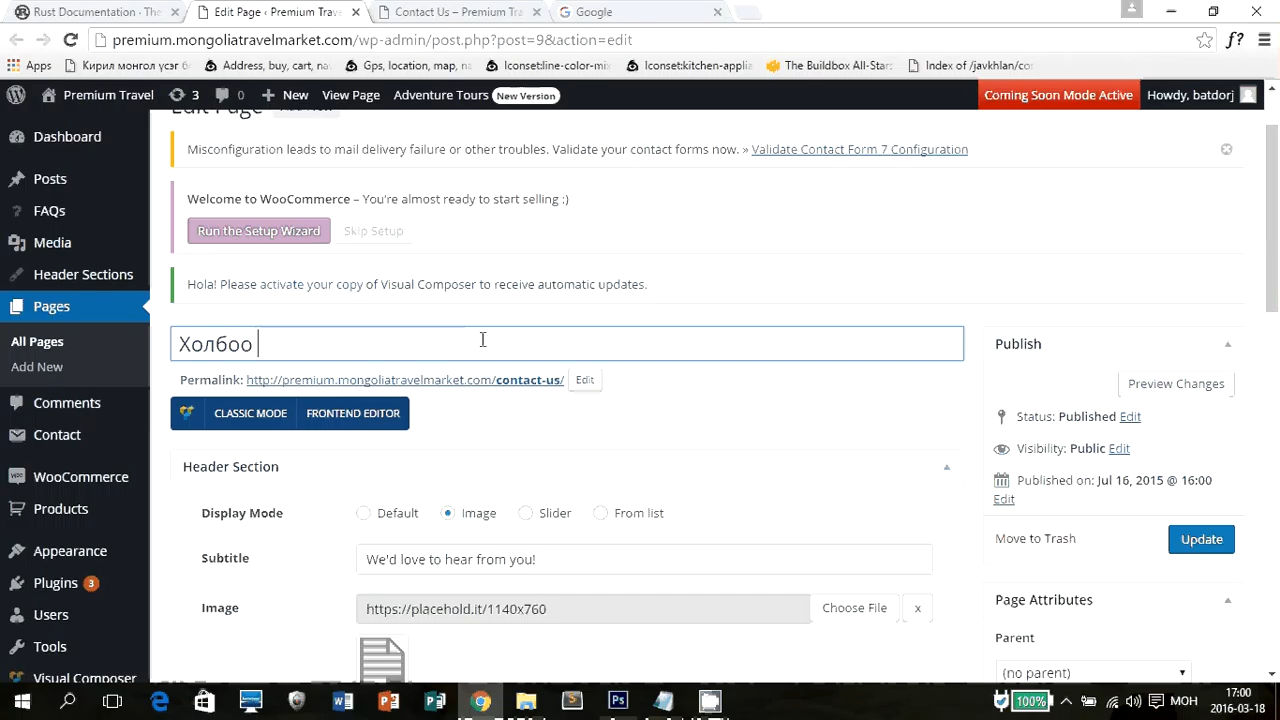 Rust Documentation - The
Edit Page ‹ Premium Trave
Contact Us – Premium Tra
Google
premium.mongoliatravelmarket.com/wp-admin/post.php?post=9&action=edit
f?
Apps
Кирил монгол үсэг
Address, buy, cart, na
Gps, location, map, na
Iconset:line-color-mix
Iconset:kitchen-applia
The Buildbox All-Stars
Index of /javkhlan/co
Premium Travel
3
0
New
View Page
Adventure Tours
New Version
Coming Soon Mode Active
Howdy, batdorj
Edit Page
Add New
Dashboard
Posts
FAQs
Media
Header Sections
Pages
All Pages
Add New
Comments
Contact
WooCommerce
Products
Appearance
Plugins 3
Users
Tools
Visual Composer
Misconfiguration leads to mail delivery failure or other troubles. Validate your contact forms now. » Validate Contact Form 7 Configuration
Welcome to WooCommerce – You're almost ready to start selling :)
Run the Setup Wizard
Skip Setup
Hola! Please activate your copy of Visual Composer to receive automatic updates.
Холбоо
Permalink: http://premium.mongoliatravelmarket.com/contact-us/
Edit
CLASSIC MODE
FRONTEND EDITOR
Header Section
Display Mode
Default
Image
Slider
From list
Subtitle
We'd love to hear from you!
Image
https://placehold.it/1140x760
Choose File
x
Publish
Preview Changes
Status: Published Edit
Visibility: Public Edit
Published on: Jul 16, 2015 @ 16:00
Edit
Move to Trash
Update
Page Attributes
Parent
(no parent)
100%
МОН
17:00
2016-03-18